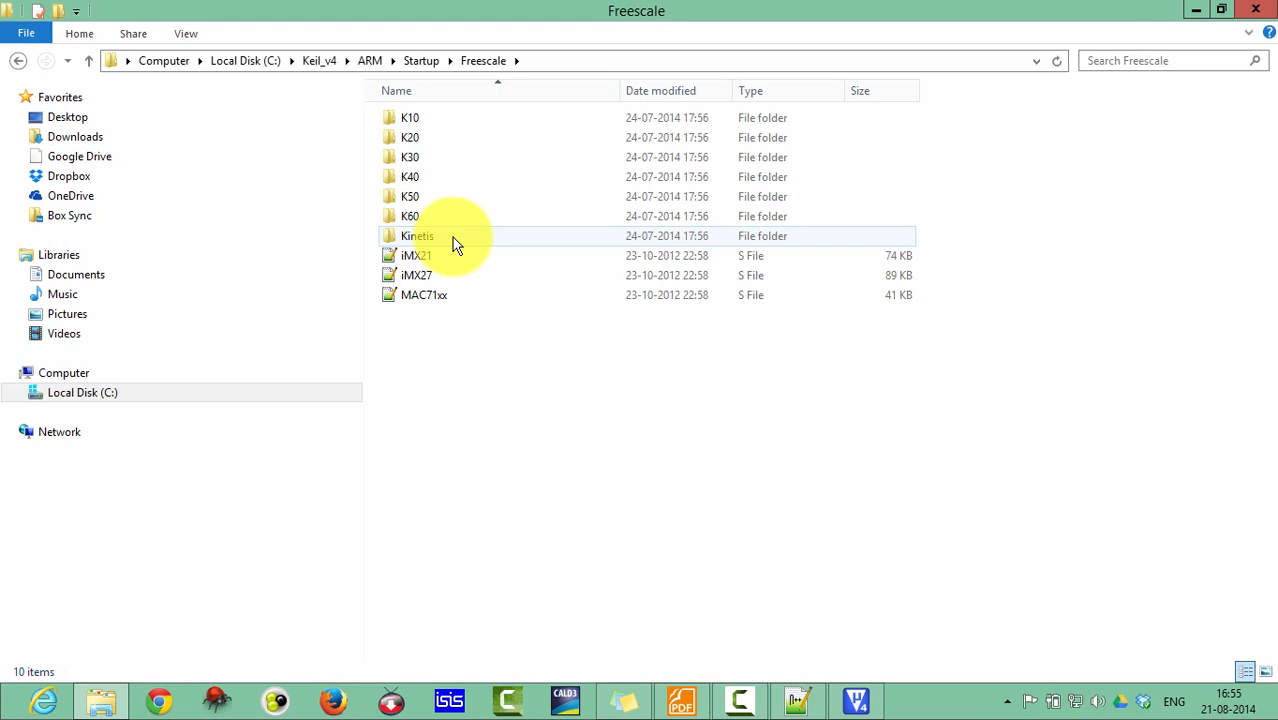 Freescale
File Home Share View
Computer Local Disk (C:) Keil_v4 ARM Startup Freescale Search Freescale
Name Date modified Type Size
Favorites
Desktop
Downloads
Google Drive
Dropbox
OneDrive
Box Sync
Libraries
Documents
Music
Pictures
Videos
Computer
Local Disk (C:)
Network
K10 24-07-2014 17:56 File folder
K20 24-07-2014 17:56 File folder
K30 24-07-2014 17:56 File folder
K40 24-07-2014 17:56 File folder
K50 24-07-2014 17:56 File folder
K60 24-07-2014 17:56 File folder
Kinetis 24-07-2014 17:56 File folder
iMX21 23-10-2012 22:58 S File 74 KB
iMX27 23-10-2012 22:58 S File 89 KB
MAC71xx 23-10-2012 22:58 S File 41 KB
10 items
isis CALD3 PDF ENG 16:55
21-08-2014